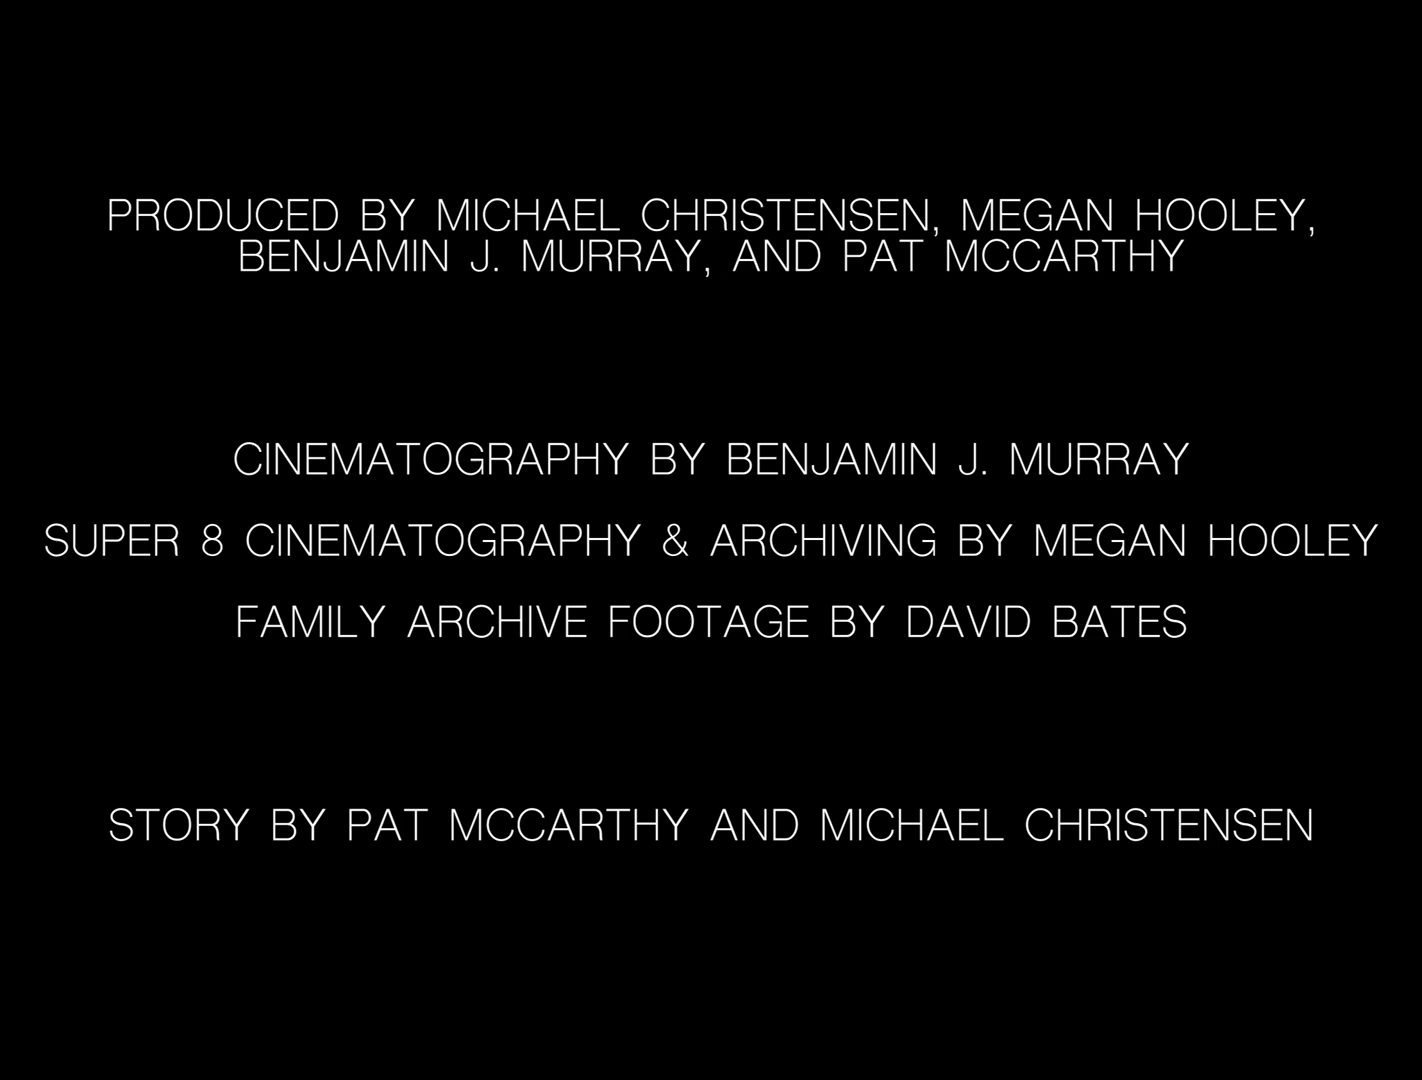 PRODUCED BY MICHAEL CHRISTENSEN, MEGAN HOOLEY,
BENJAMIN J. MURRAY, AND PAT MCCARTHY
CINEMATOGRAPHY BY BENJAMIN J. MURRAY
SUPER 8 CINEMATOGRAPHY & ARCHIVING BY MEGAN HOOLEY
FAMILY ARCHIVE FOOTAGE BY DAVID BATES
STORY BY PAT MCCARTHY AND MICHAEL CHRISTENSEN